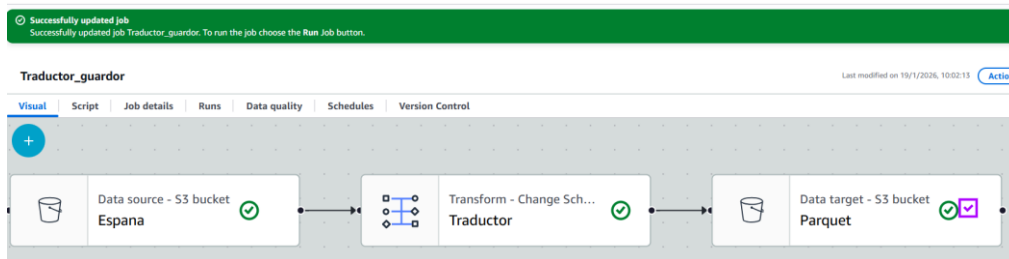 Successfully updated job
Successfully updated job Traductor_guardor. To run the job choose the Run Job button.
Traductor_guardor
Last modified on 19/1/2026, 10:02:13
Actio
Visual
Script
Job details
Runs
Data quality
Schedules
Version Control
Data source - S3 bucket
Espana
Transform - Change Sch...
Traductor
Data target - S3 bucket
Parquet